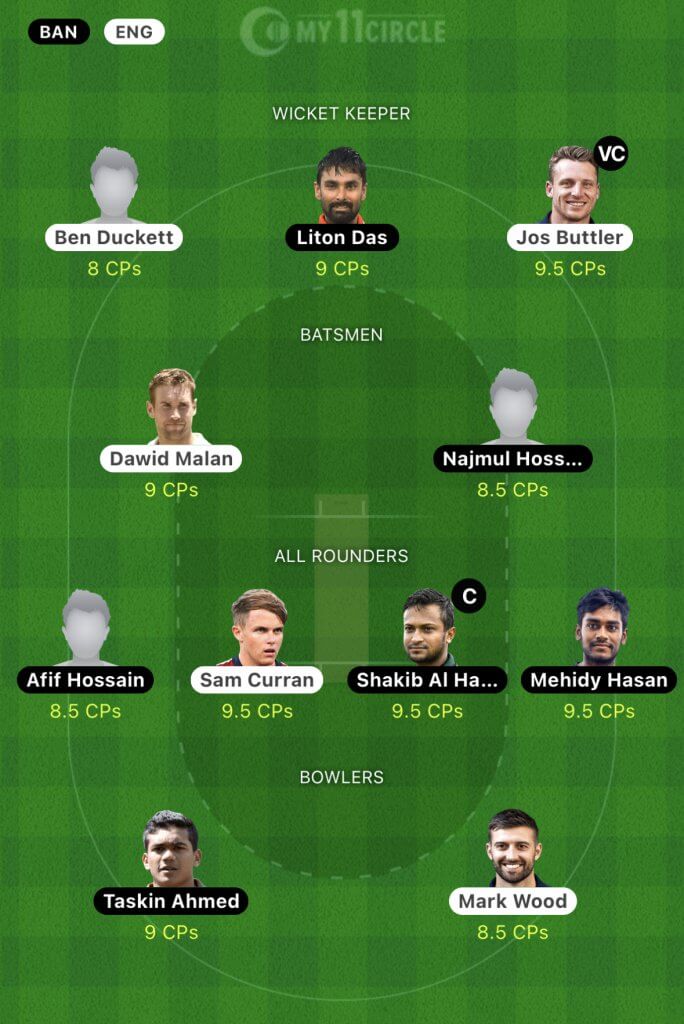 BAN ENG MY11CIRCLE
WICKET KEEPER
VC
Ben Duckett Liton Das Jos Buttler
8 CPs 9 CPs 9.5 CPs
BATSMEN
Dawid Malan Najmul Hoss...
9 CPs 8.5 CPs
ALL ROUNDERS
C
Afif Hossain Sam Curran Shakib Al Ha... Mehidy Hasan
8.5 CPs 9.5 CPs 9.5 CPs 9.5 CPs
BOWLERS
Taskin Ahmed Mark Wood
9 CPs 8.5 CPs